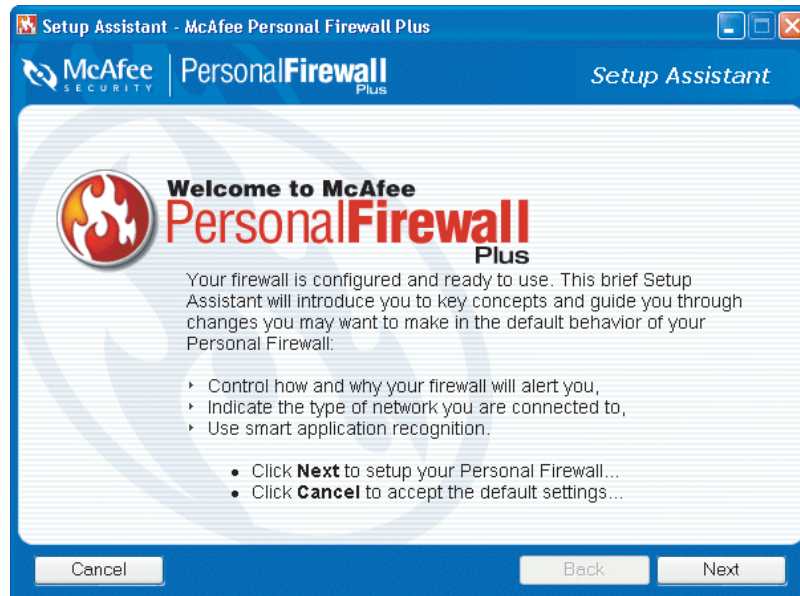 Setup Assistant - McAfee Personal Firewall Plus
McAfee SECURITY
PersonalFirewall Plus
Setup Assistant
Welcome to McAfee
PersonalFirewall
Plus
Your firewall is configured and ready to use. This brief Setup
Assistant will introduce you to key concepts and guide you through
changes you may want to make in the default behavior of your
Personal Firewall:
Control how and why your firewall will alert you,
Indicate the type of network you are connected to,
Use smart application recognition.
Click Next to setup your Personal Firewall...
Click Cancel to accept the default settings...
Cancel
Back
Next